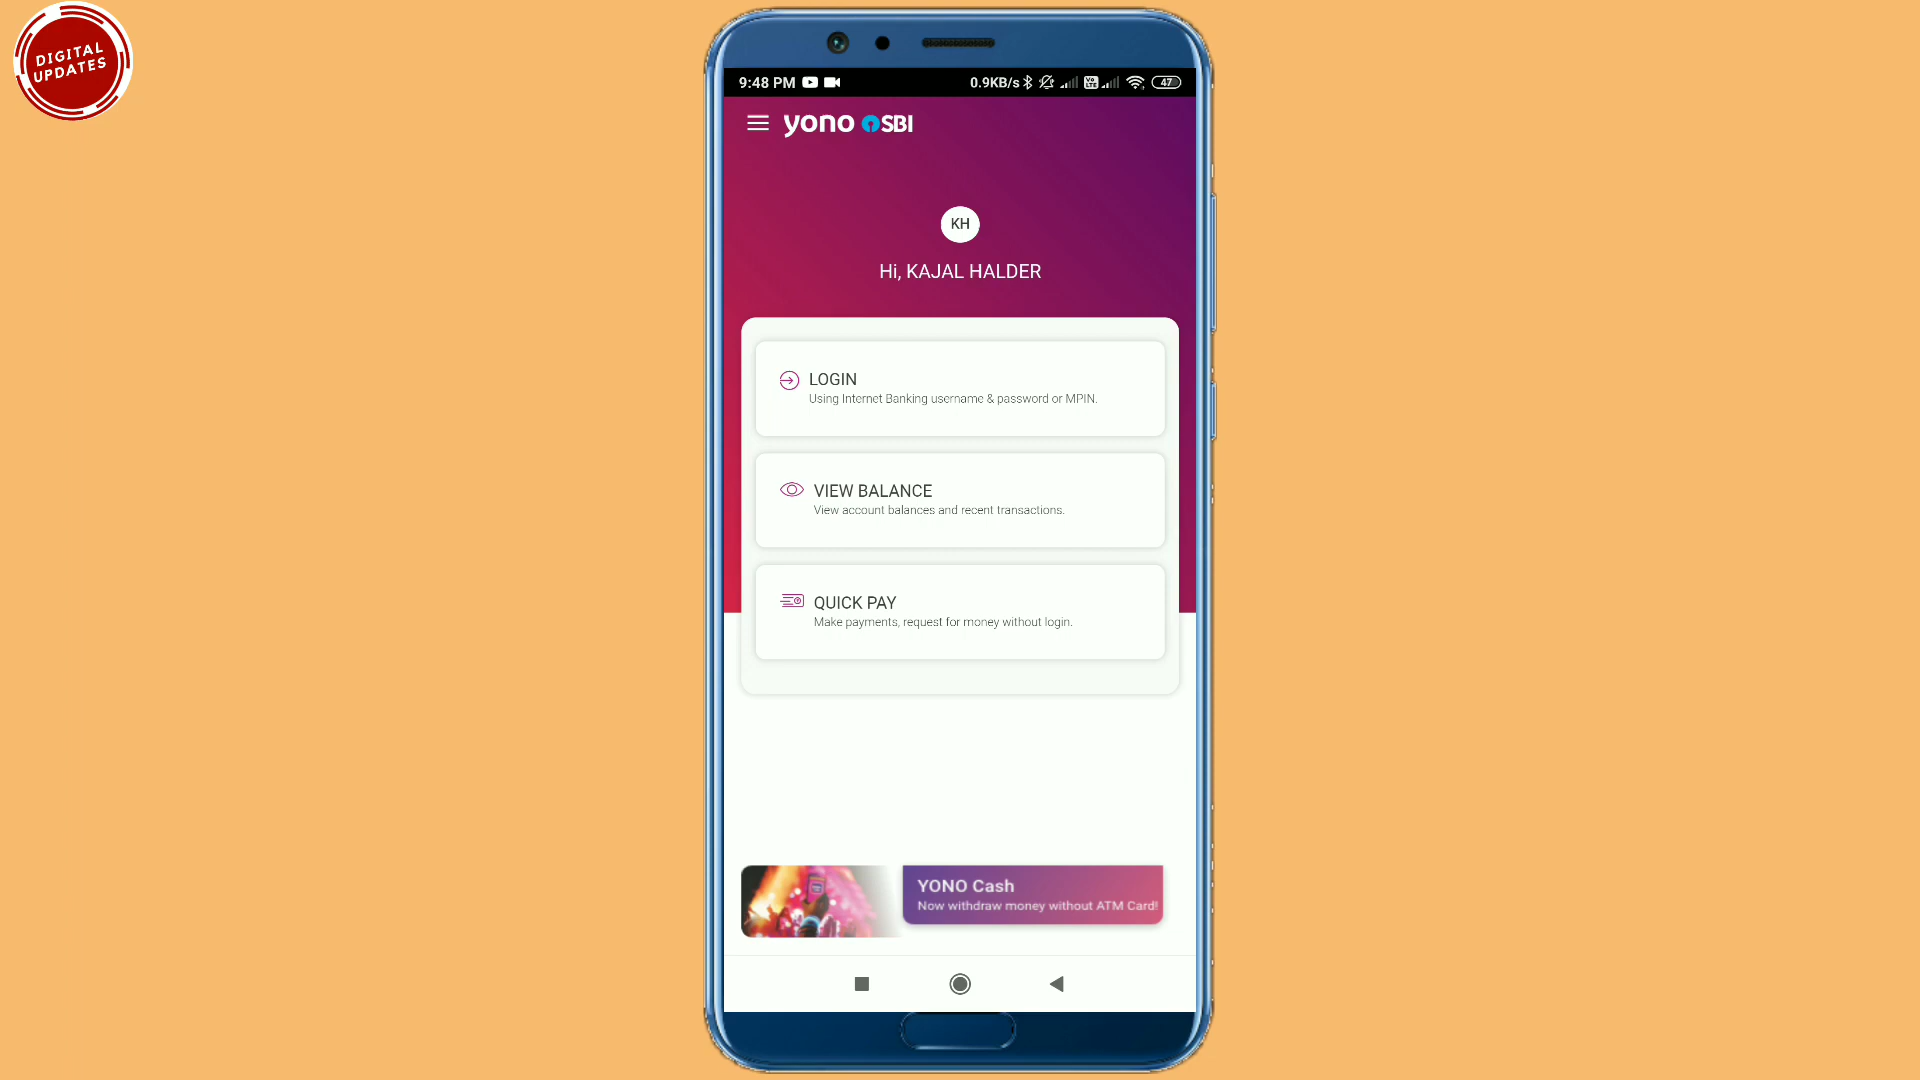 DIGITAL
UPDATES
9:48 PM
0.9KB/s
Vo
LTE
47
yono SBI
KH
Hi, KAJAL HALDER
LOGIN
Using Internet Banking username & password or MPIN.
VIEW BALANCE
View account balances and recent transactions.
QUICK PAY
Make payments, request for money without login.
YONO Cash
Now withdraw money without ATM Card!